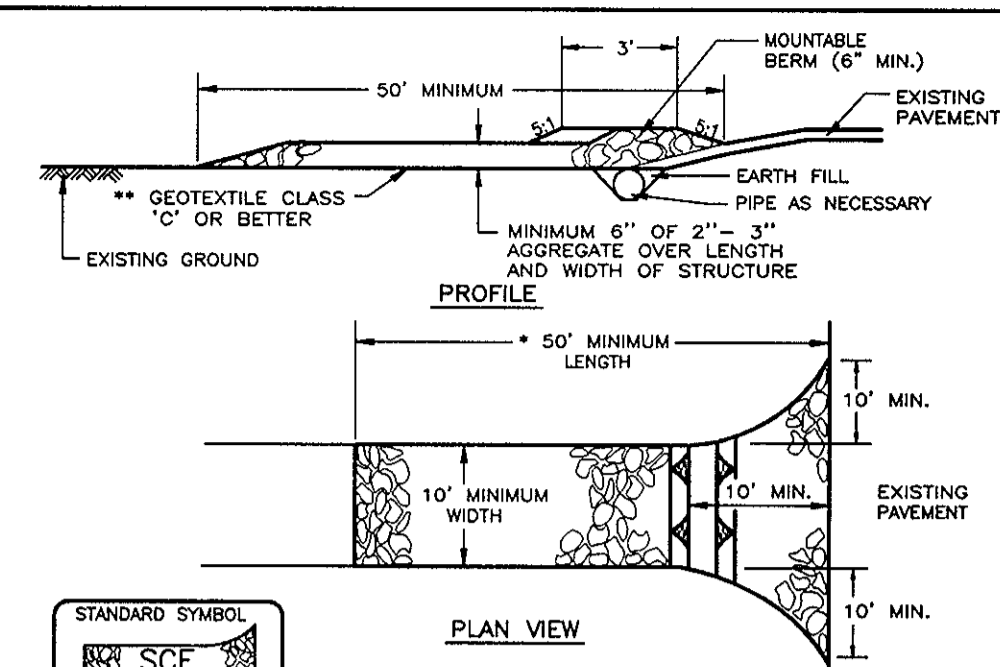 3'
MOUNTABLE
BERM (6" MIN.)
50' MINIMUM
EXISTING
PAVEMENT
5:1
5:1
** GEOTEXTILE CLASS
'C' OR BETTER
EARTH FILL
PIPE AS NECESSARY
EXISTING GROUND
MINIMUM 6" OF 2"- 3"
AGGREGATE OVER LENGTH
AND WIDTH OF STRUCTURE
PROFILE
* 50' MINIMUM
LENGTH
10' MIN.
10' MINIMUM
WIDTH
10' MIN.
EXISTING
PAVEMENT
10' MIN.
PLAN VIEW
STANDARD SYMBOL
SCE